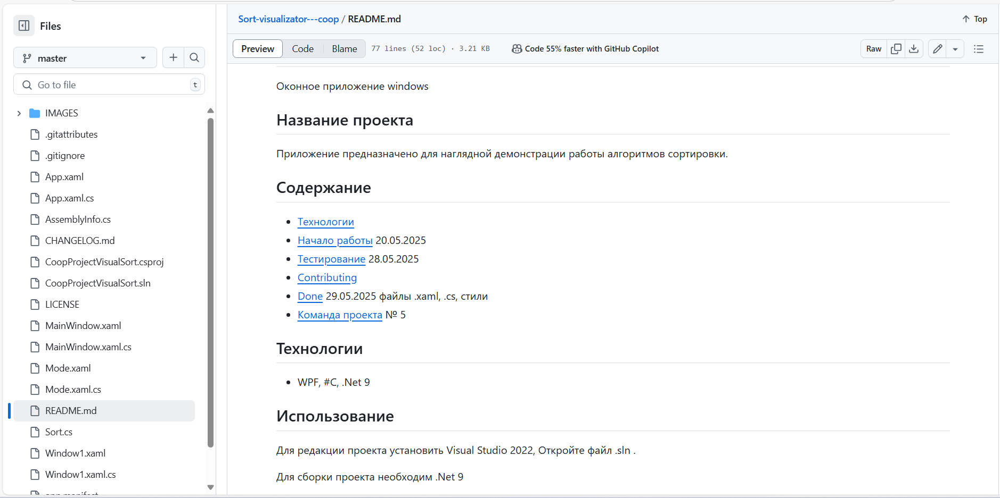 Files
master
Go to file
t
IMAGES
.gitattributes
.gitignore
App.xaml
App.xaml.cs
AssemblyInfo.cs
CHANGELOG.md
CoopProjectVisualSort.csproj
CoopProjectVisualSort.sln
LICENSE
MainWindow.xaml
MainWindow.xaml.cs
Mode.xaml
Mode.xaml.cs
README.md
Sort.cs
Window1.xaml
Window1.xaml.cs
app.manifest
Sort-visualizator---coop / README.md
Top
Preview Code Blame 77 lines (52 loc) · 3.21 KB Code 55% faster with GitHub Copilot Raw
Оконное приложение windows
Название проекта
Приложение предназначено для наглядной демонстрации работы алгоритмов сортировки.
Содержание
• Технологии
• Начало работы 20.05.2025
• Тестирование 28.05.2025
• Contributing
• Done 29.05.2025 файлы .xaml, .cs, стили
• Команда проекта № 5
Технологии
• WPF, #C, .Net 9
Использование
Для редакции проекта установить Visual Studio 2022, Откройте файл .sln .
Для сборки проекта необходим .Net 9